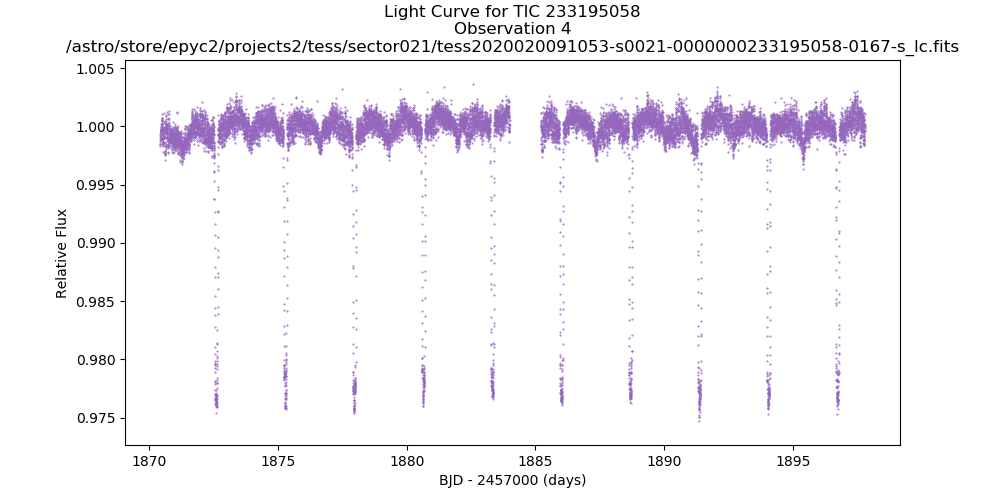 Light Curve for TIC 233195058
Observation 4
/astro/store/epyc2/projects2/tess/sector021/tess2020020091053-s0021-0000000233195058-0167-s_lc.fits
1.005
1.000
0.995
0.990
0.985
0.980
0.975
Relative Flux
1870 1875 1880 1885 1890 1895
BJD - 2457000 (days)